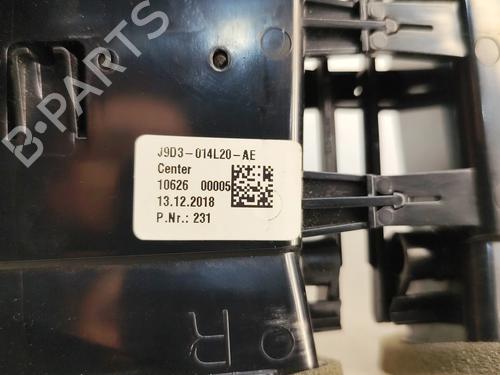 B-PARTS
J9D3-014L20-AE
Center
10626 00005
13.12.2018
P.Nr.: 231
R